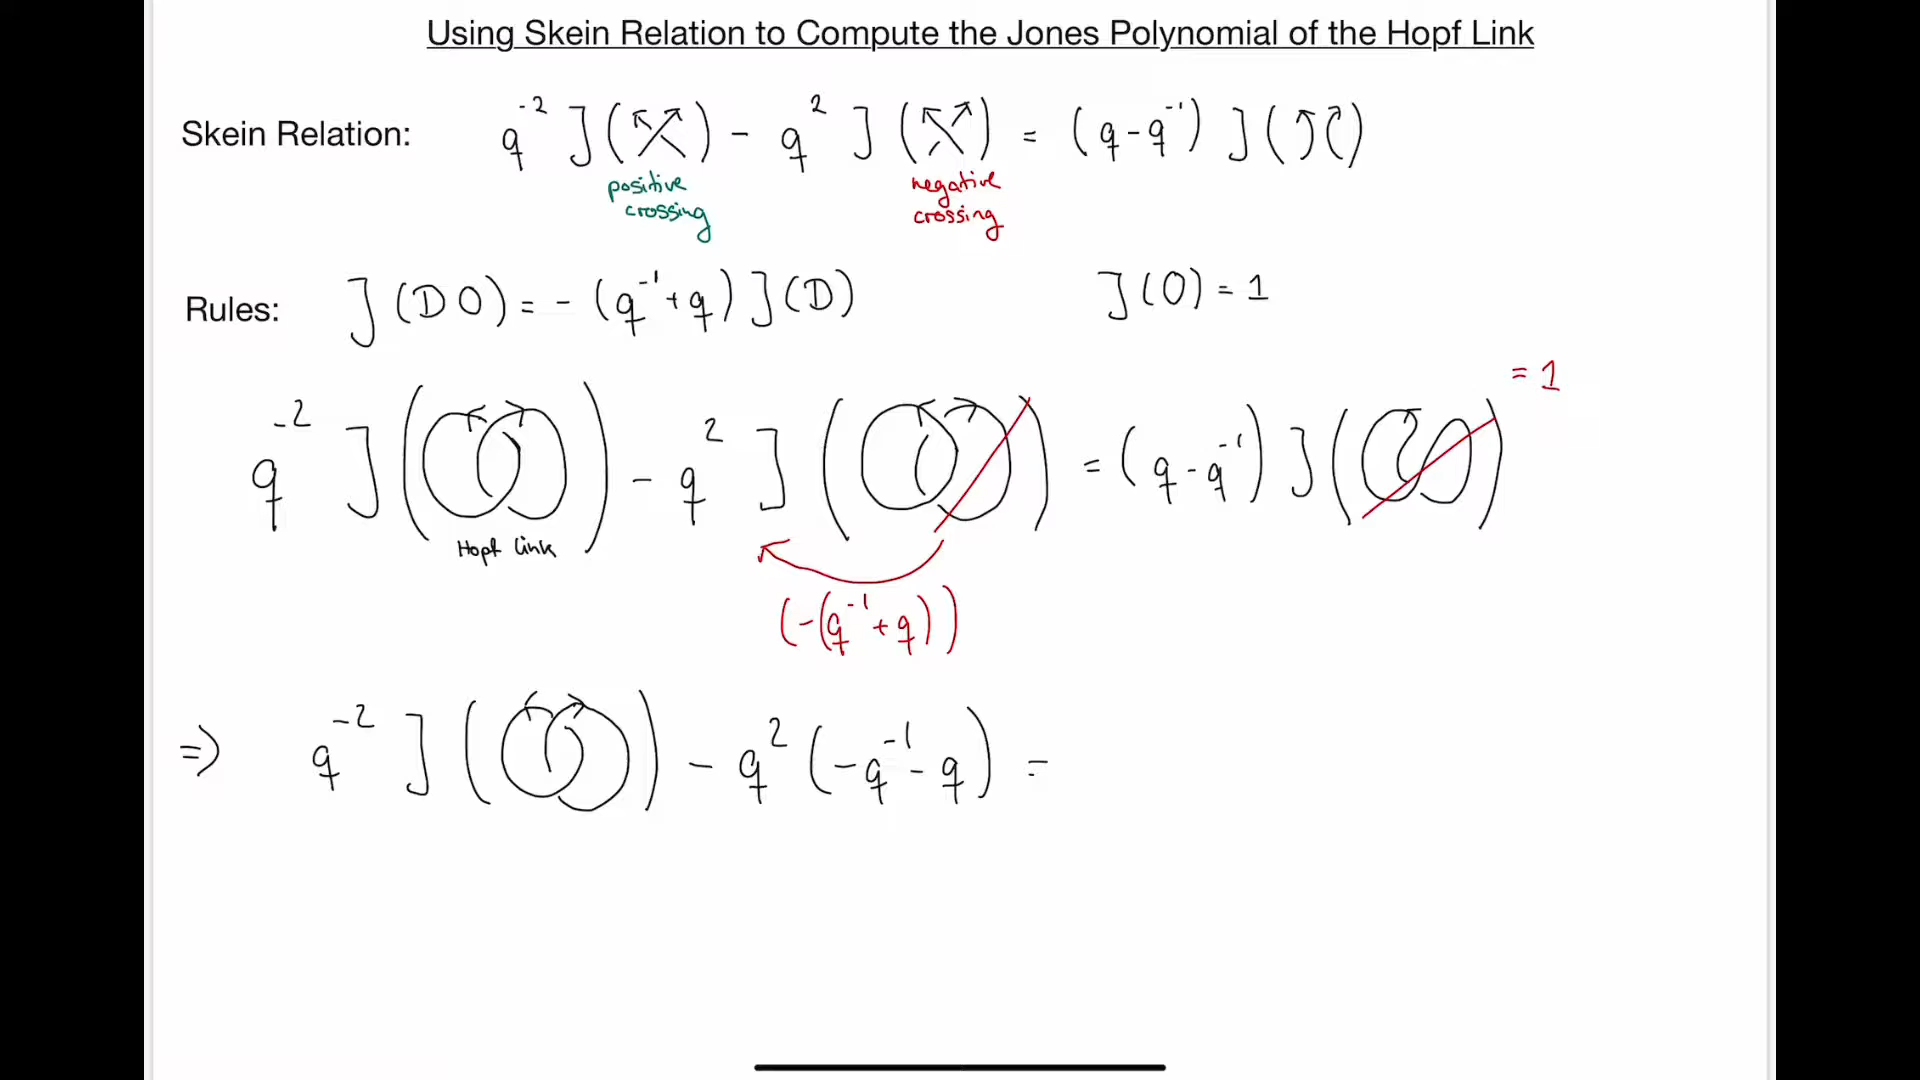 Using Skein Relation to Compute the Jones Polynomial of the Hopf Link
Skein Relation: q^{-2} J( ) - q^{2} J( ) = (q - q^{-1}) J( )
positive crossing
negative crossing
Rules: J(DO) = - (q^{-1} + q) J(D) J(O) = 1
= 1
q^{-2} J( ) - q^{2} J( ) = (q - q^{-1}) J( )
Hopf Link
(-(q^{-1} + q))
⇒ q^{-2} J( ) - q^{2} (-q^{-1} - q) =